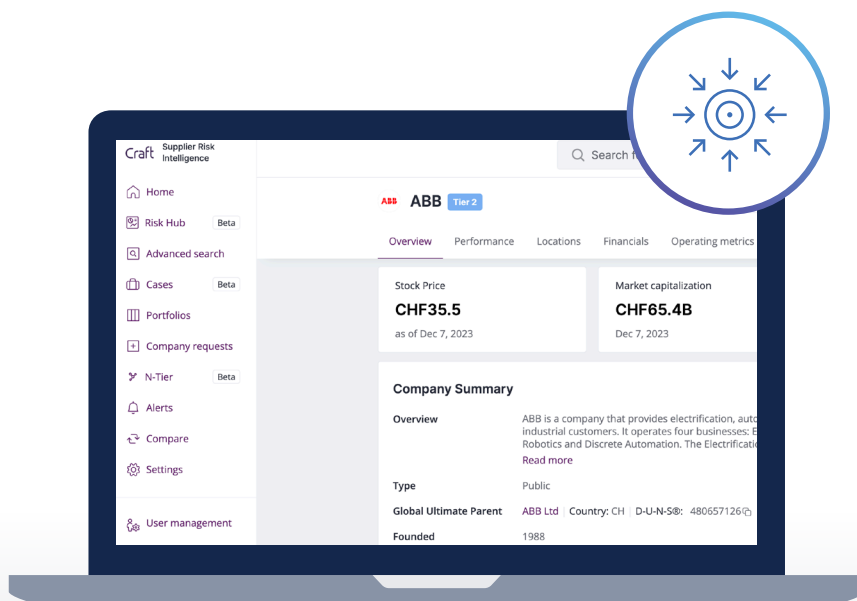 Craft Supplier Risk Intelligence
Search f
Home
Risk Hub Beta
Advanced search
Cases Beta
Portfolios
Company requests
N-Tier Beta
Alerts
Compare
Settings
User management
ABB ABB Tier 2
Overview Performance Locations Financials Operating metrics
Stock Price
CHF35.5
as of Dec 7, 2023
Market capitalization
CHF65.4B
Dec 7, 2023
Company Summary
Overview
ABB is a company that provides electrification, auto
industrial customers. It operates four businesses: E
Robotics and Discrete Automation. The Electrificati
Read more
Type Public
Global Ultimate Parent ABB Ltd | Country: CH | D-U-N-S®: 480657126
Founded 1988